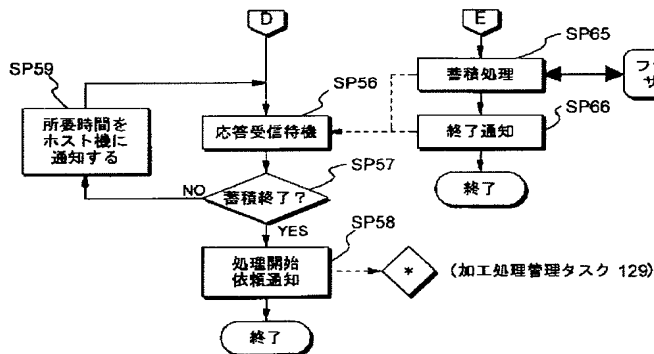 D
E
SP65
SP59
蓄積処理
フ
サ
SP56
SP66
所要時間を
ホスト機に
通知する
応答受信待機
終了通知
SP57
NO
蓄積終了?
終了
YES
SP58
処理開始
依頼通知
*
(加工処理管理タスク 129)
終了